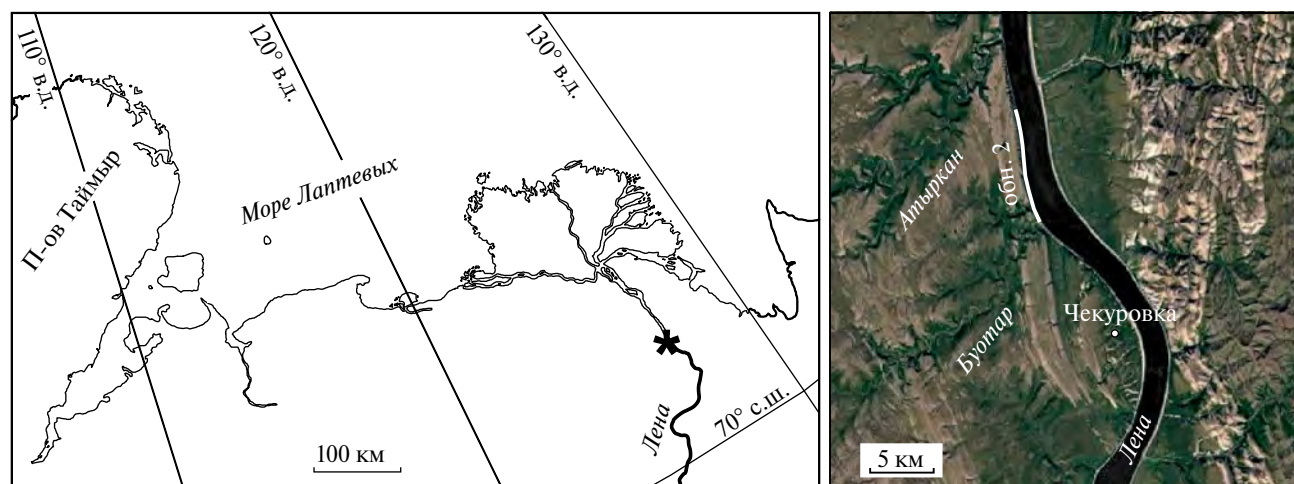 110° в.д.
120° в.д.
130° в.д.
П-ов Таймыр
Море Лаптевых
Лена
70° с.ш.
100 км
обн. 2
Атыркан
Чекуровка
Буотар
Лена
5 км